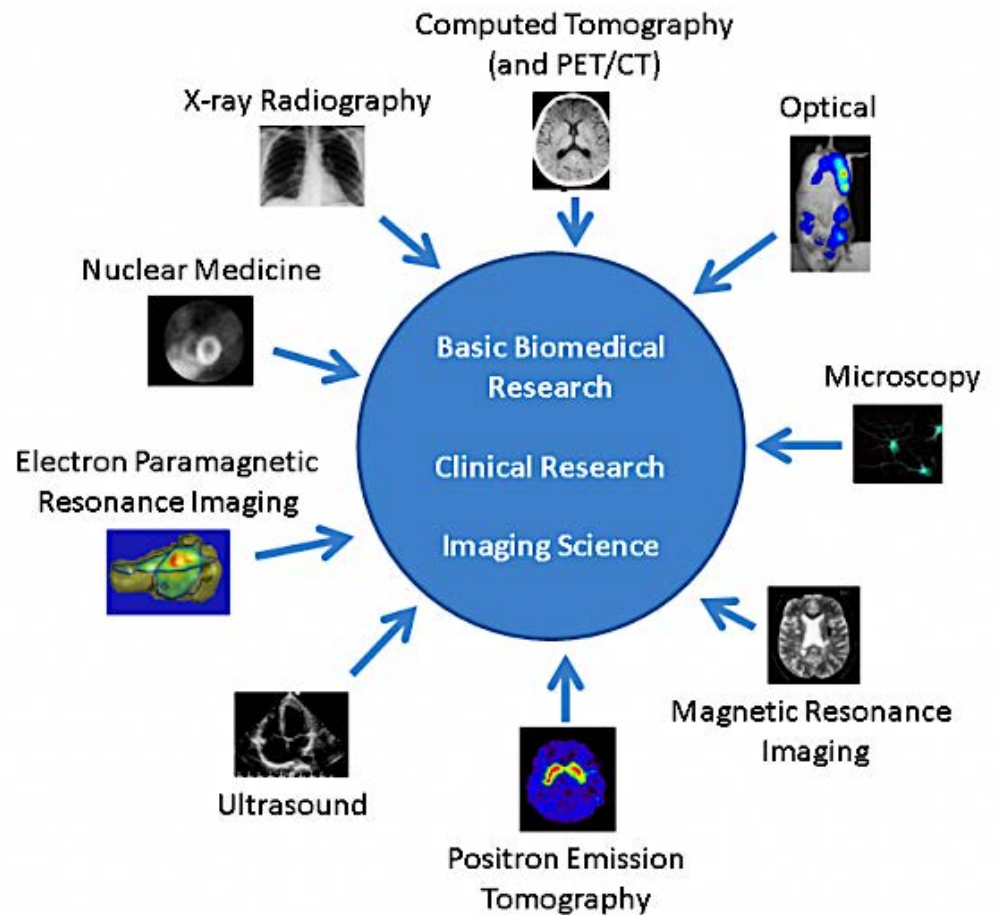 Computed Tomography
(and PET/CT)
X-ray Radiography
Optical
Nuclear Medicine
Basic Biomedical
Research
Microscopy
Electron Paramagnetic
Resonance Imaging
Clinical Research
Imaging Science
Magnetic Resonance
Imaging
Ultrasound
Positron Emission
Tomography